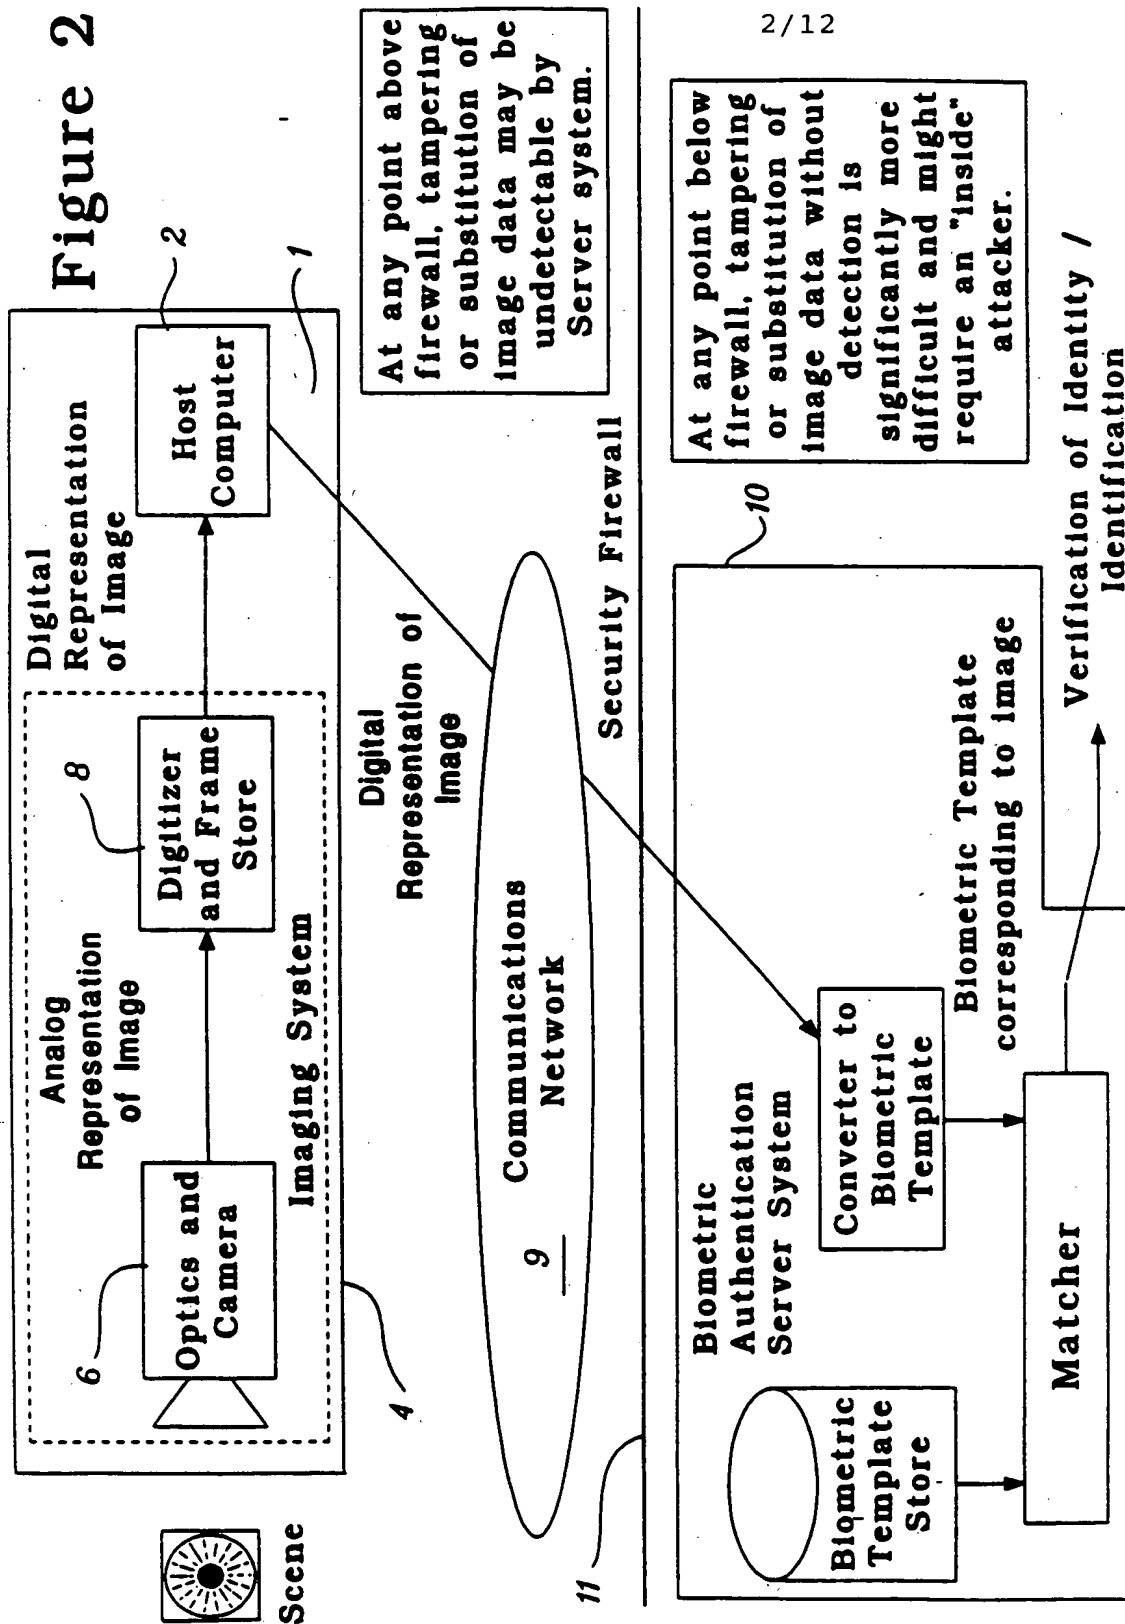 2/12
Figure 2
Scene
6
Optics and
Camera
Analog
Representation
of Image
8
Digitizer
and Frame
Store
Imaging System
4
Digital
Representation
of Image
Host
Computer
2
1
Digital
Representation of
Image
Communications
Network
9
At any point above
firewall, tampering
or substitution of
image data may be
undetectable by
Server system.
11
Security Firewall
Biometric
Authentication
Server System
10
Biometric
Template
Store
Converter to
Biometric
Template
Biometric Template
corresponding to image
Matcher
At any point below
firewall, tampering
or substitution of
image data without
detection is
significantly more
difficult and might
require an "inside"
attacker.
Verification of Identity /
Identification